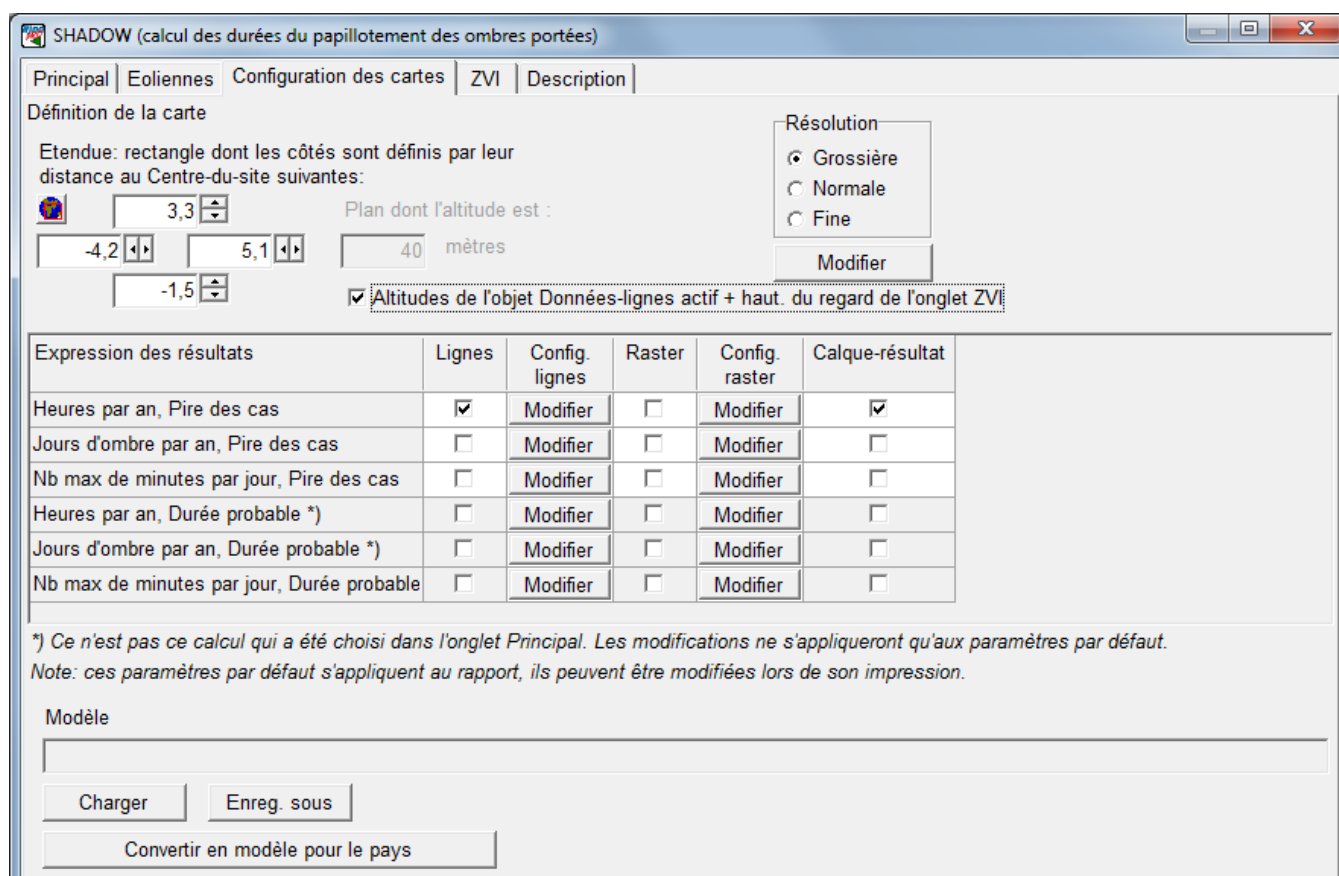 SHADOW (calcul des durées du papillotement des ombres portées)
Principal Eoliennes Configuration des cartes ZVI Description
Définition de la carte
Résolution
Etendue: rectangle dont les côtés sont définis par leur
distance au Centre-du-site suivantes:
Grossière
Normale
Fine
3,3
Plan dont l'altitude est :
-4,2 5,1 40 mètres
Modifier
-1,5
Altitudes de l'objet Données-lignes actif + haut. du regard de l'onglet ZVI
Expression des résultats Lignes Config. lignes Raster Config. raster Calque-résultat
Heures par an, Pire des cas Modifier Modifier
Jours d'ombre par an, Pire des cas Modifier Modifier
Nb max de minutes par jour, Pire des cas Modifier Modifier
Heures par an, Durée probable *) Modifier Modifier
Jours d'ombre par an, Durée probable *) Modifier Modifier
Nb max de minutes par jour, Durée probable Modifier Modifier
*) Ce n'est pas ce calcul qui a été choisi dans l'onglet Principal. Les modifications ne s'appliqueront qu'aux paramètres par défaut.
Note: ces paramètres par défaut s'appliquent au rapport, ils peuvent être modifiées lors de son impression.
Modèle
Charger Enreg. sous
Convertir en modèle pour le pays